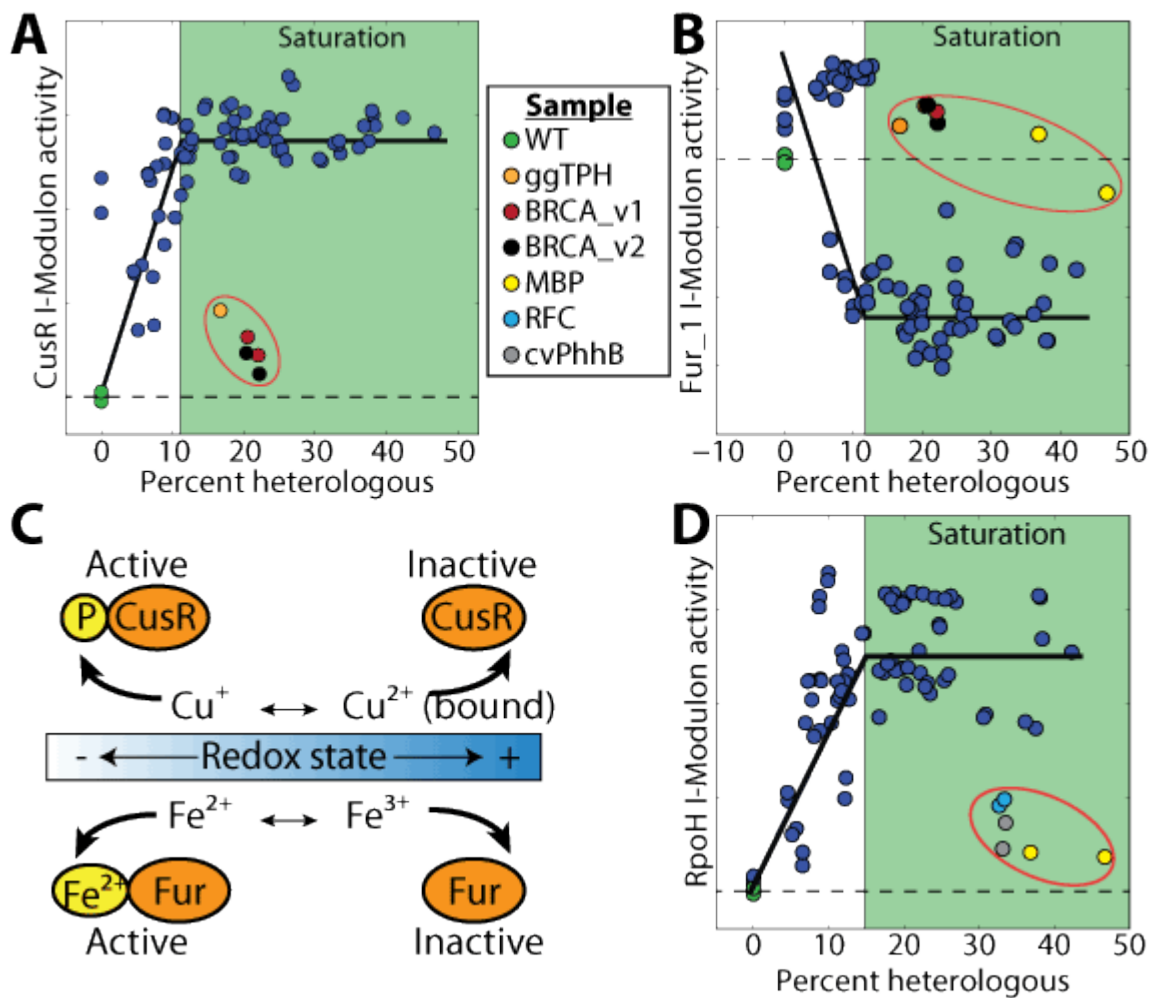 A
Saturation
CusR I-Modulon activity
0
10
20
30
40
50
Percent heterologous
Sample
WT
ggTPH
BRCA_v1
BRCA_v2
MBP
RFC
cvPhhB
B
Saturation
Fur_1 I-Modulon activity
−10
0
10
20
30
40
50
Percent heterologous
C
Active
Inactive
P CusR
CusR
Cu⁺
Cu²⁺ (bound)
- Redox state +
Fe²⁺
Fe³⁺
Fe²⁺ Fur
Fur
Active
Inactive
D
Saturation
RpoH I-Modulon activity
0
10
20
30
40
50
Percent heterologous